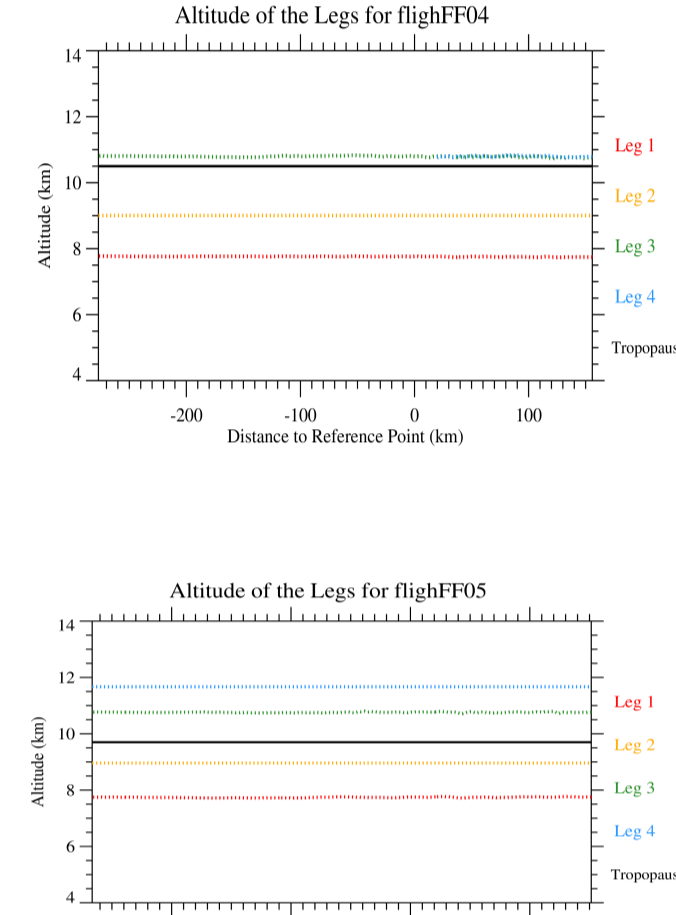 Altitude of the Legs for flighFF04
14
12
10
8
6
4
Altitude (km)
Leg 1
Leg 2
Leg 3
Leg 4
Tropopaus
-200 -100 0 100
Distance to Reference Point (km)
Altitude of the Legs for flighFF05
14
12
10
8
6
4
Altitude (km)
Leg 1
Leg 2
Leg 3
Leg 4
Tropopaus